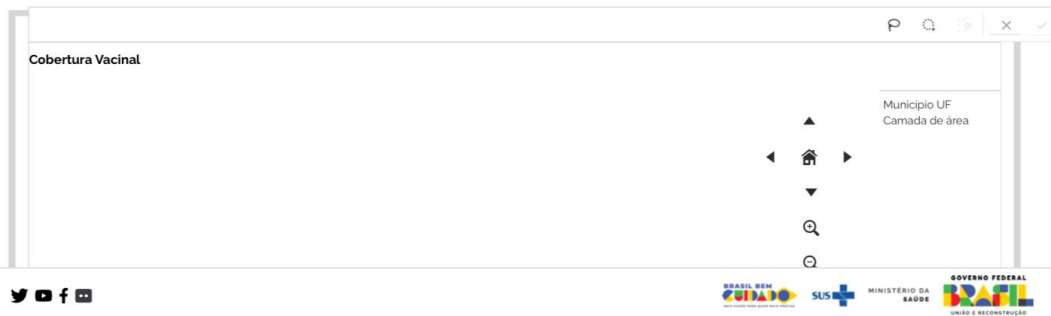 Cobertura Vacinal
Município UF
Camada de área
BRASIL BEM
CUIDADO
SUS
MINISTÉRIO DA
SAÚDE
GOVERNO FEDERAL
BRASIL
UNIÃO E RECONSTRUÇÃO